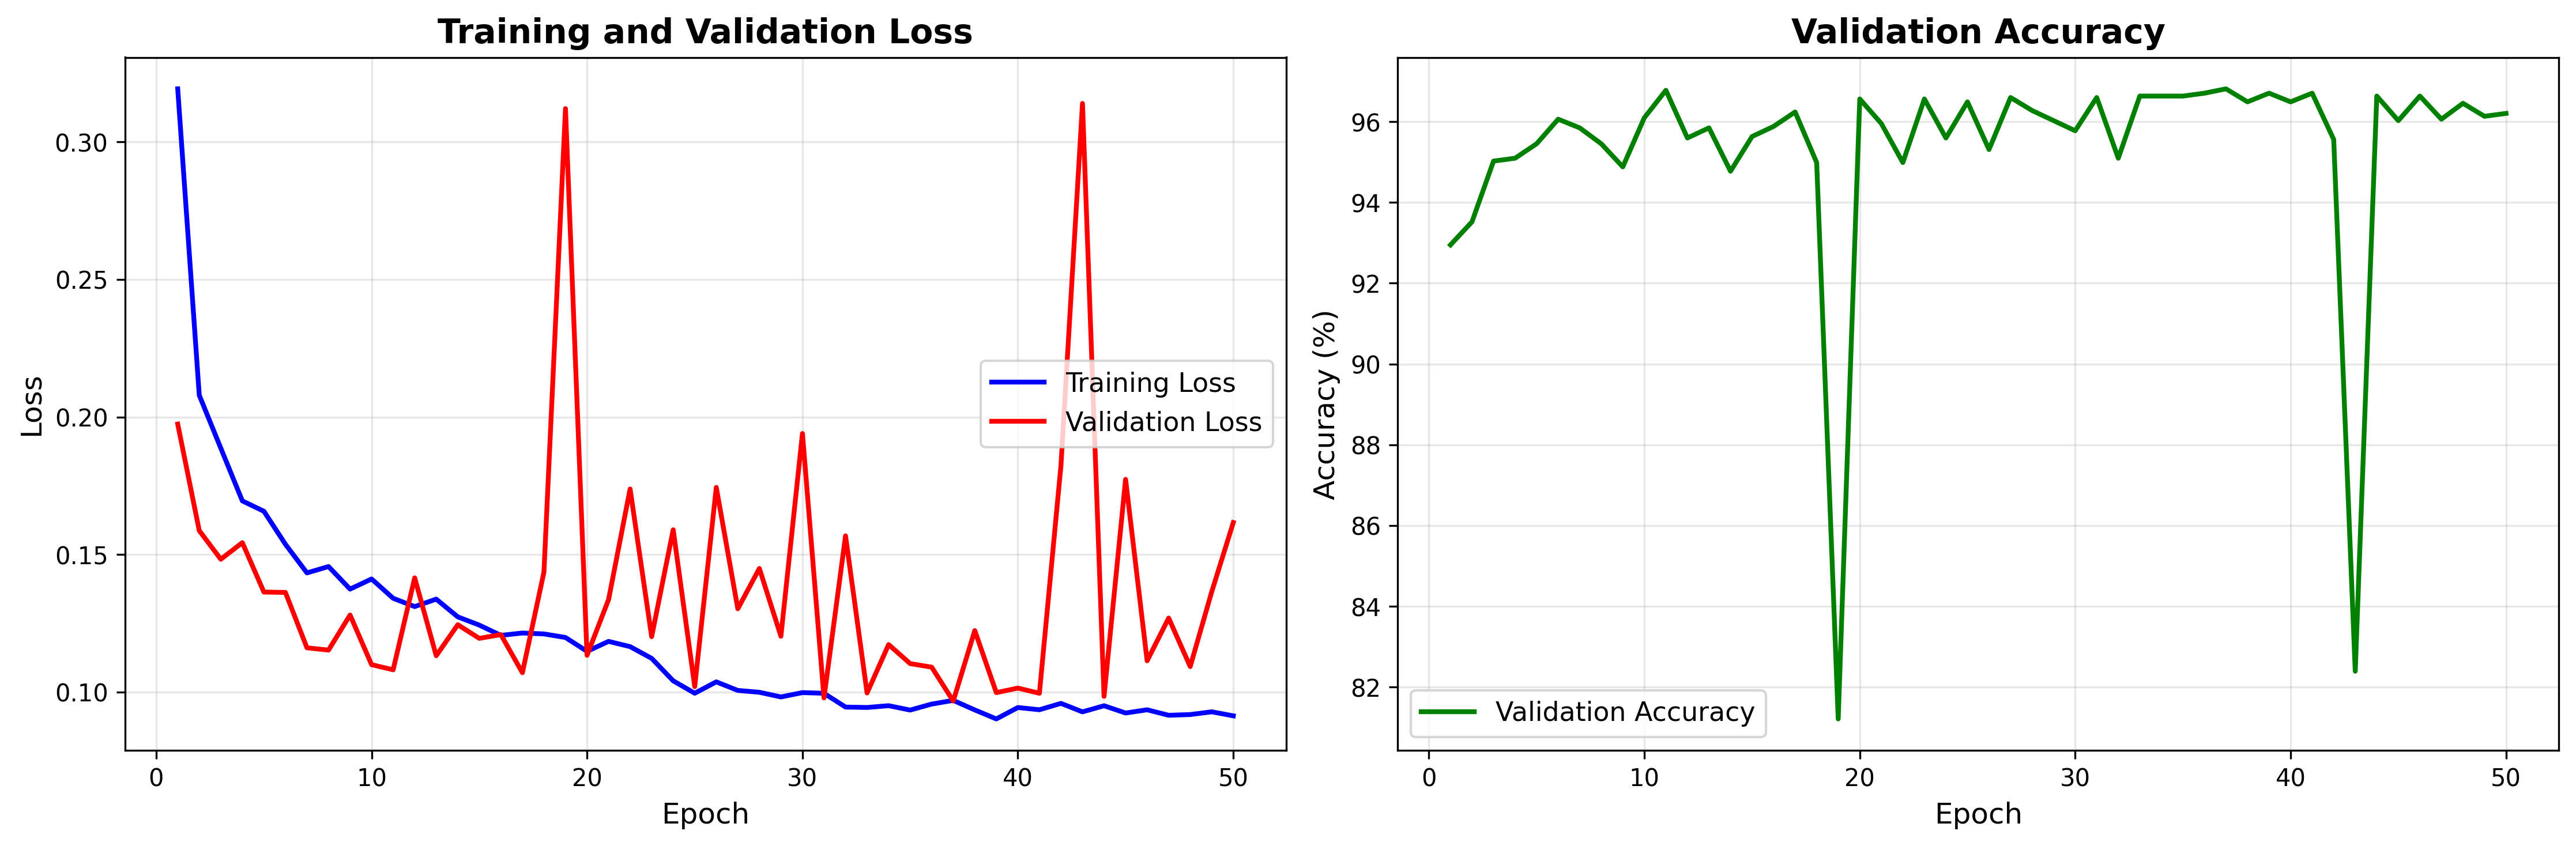 Training and Validation Loss
Loss
0.30
0.25
0.20
0.15
0.10
0
10
20
30
40
50
Epoch
Training Loss
Validation Loss
Validation Accuracy
Accuracy (%)
96
94
92
90
88
86
84
82
0
10
20
30
40
50
Epoch
Validation Accuracy